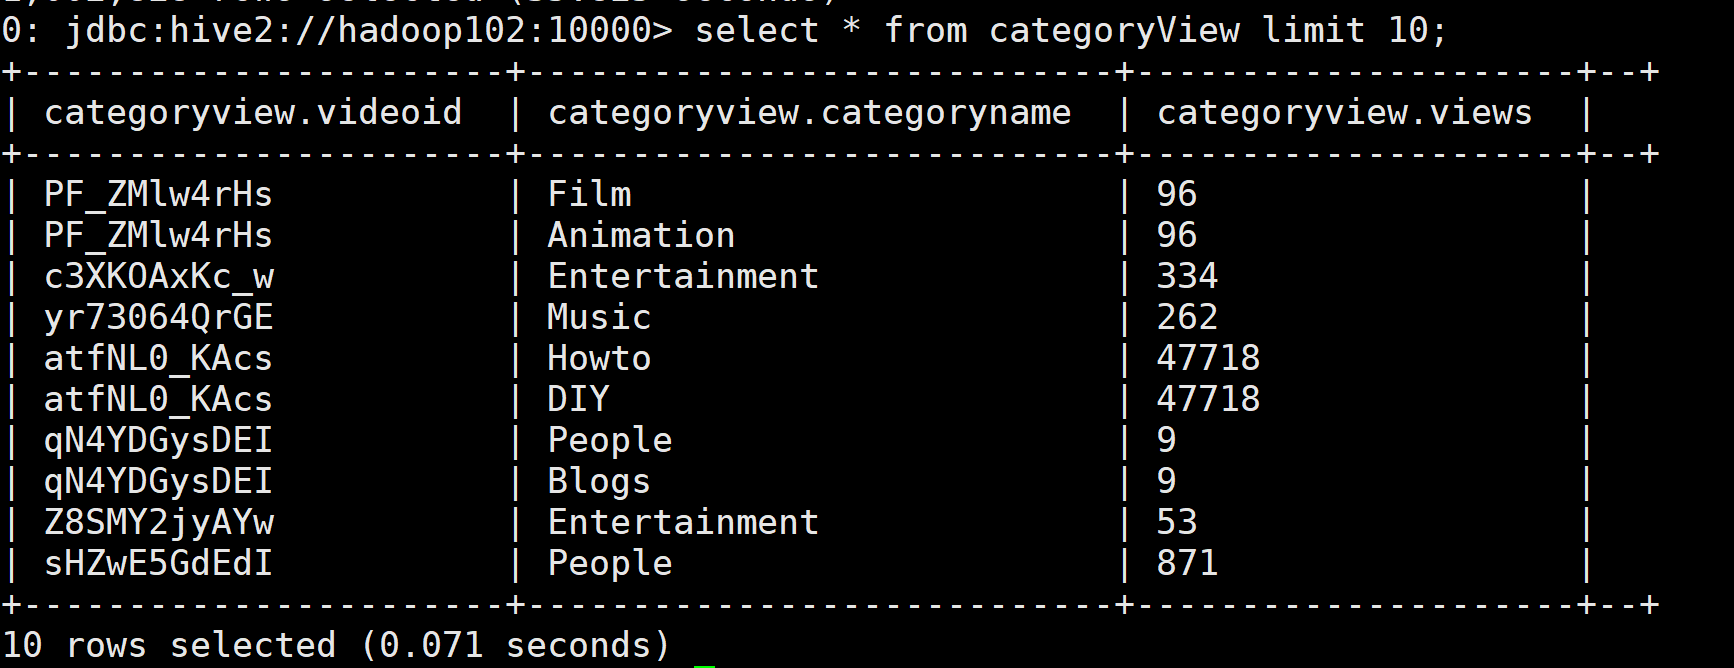 0: jdbc:hive2://hadoop102:10000> select * from categoryView limit 10;
+-----------------------+----------------------------+---------------------+--+
| categoryview.videoid | categoryview.categoryname | categoryview.views |
+-----------------------+----------------------------+---------------------+--+
| PF_ZMlw4rHs | Film | 96 |
| PF_ZMlw4rHs | Animation | 96 |
| c3XKOAxKc_w | Entertainment | 334 |
| yr73064QrGE | Music | 262 |
| atfNL0_KAcs | Howto | 47718 |
| atfNL0_KAcs | DIY | 47718 |
| qN4YDGysDEI | People | 9 |
| qN4YDGysDEI | Blogs | 9 |
| Z8SMY2jyAYw | Entertainment | 53 |
| sHZwE5GdEdI | People | 871 |
+-----------------------+----------------------------+---------------------+--+
10 rows selected (0.071 seconds)